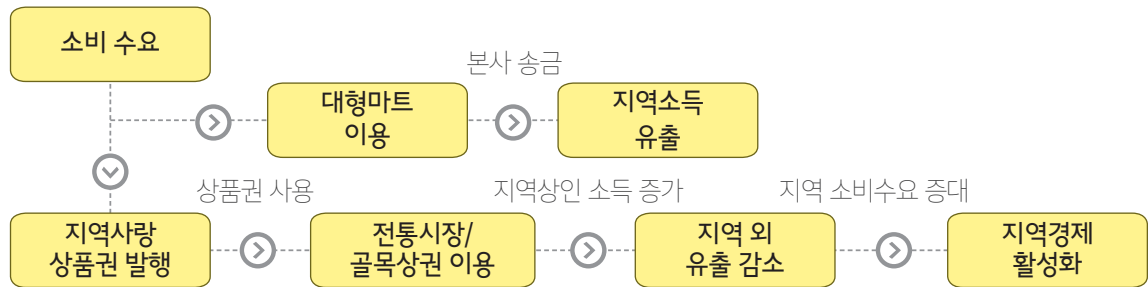 소비 수요
본사 송금
대형마트
이용
지역소득
유출
상품권 사용
지역상인 소득 증가
지역 소비수요 증대
지역사랑
상품권 발행
전통시장/
골목상권 이용
지역 외
유출 감소
지역경제
활성화